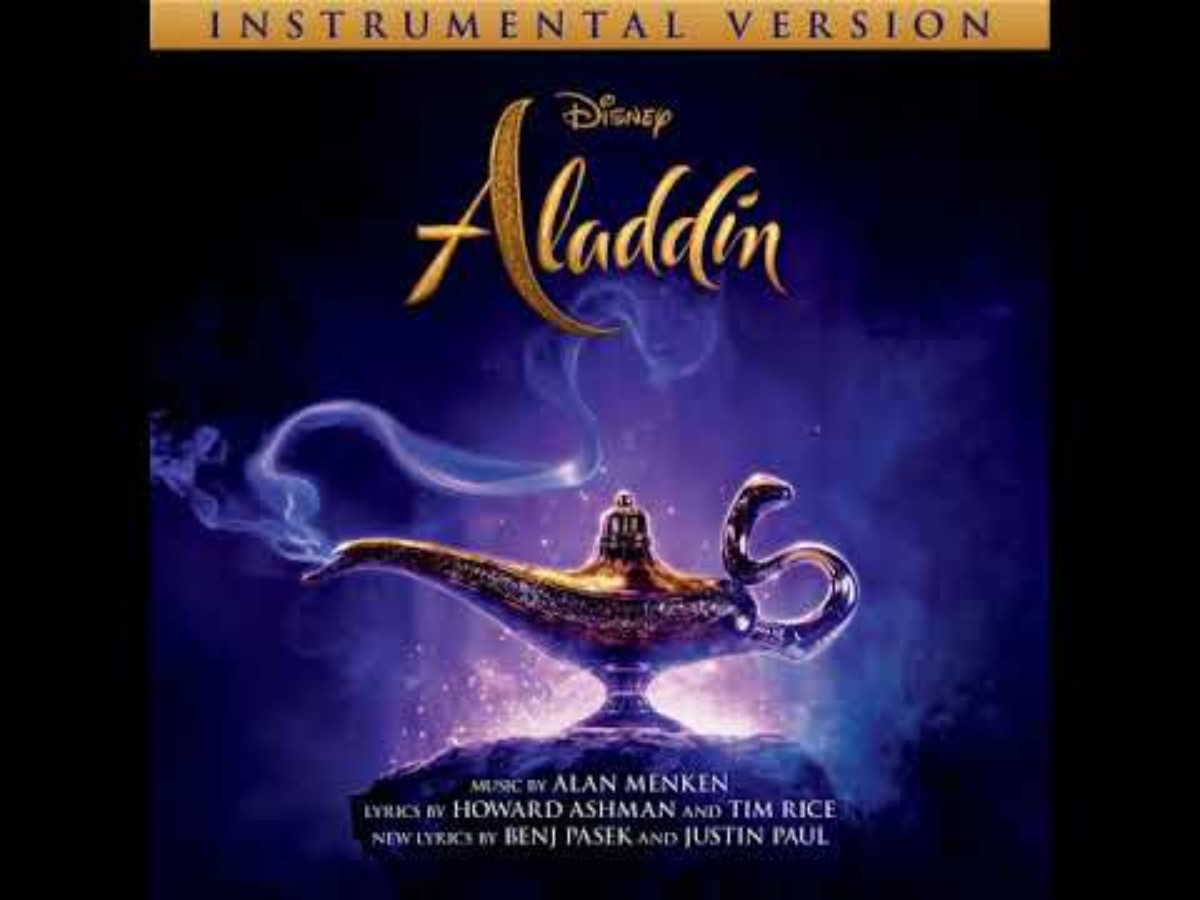 INSTRUMENTAL VERSION
Disney
Aladdin
MUSIC BY ALAN MENKEN
LYRICS BY HOWARD ASHMAN AND TIM RICE
NEW LYRICS BY BENJ PASEK AND JUSTIN PAUL